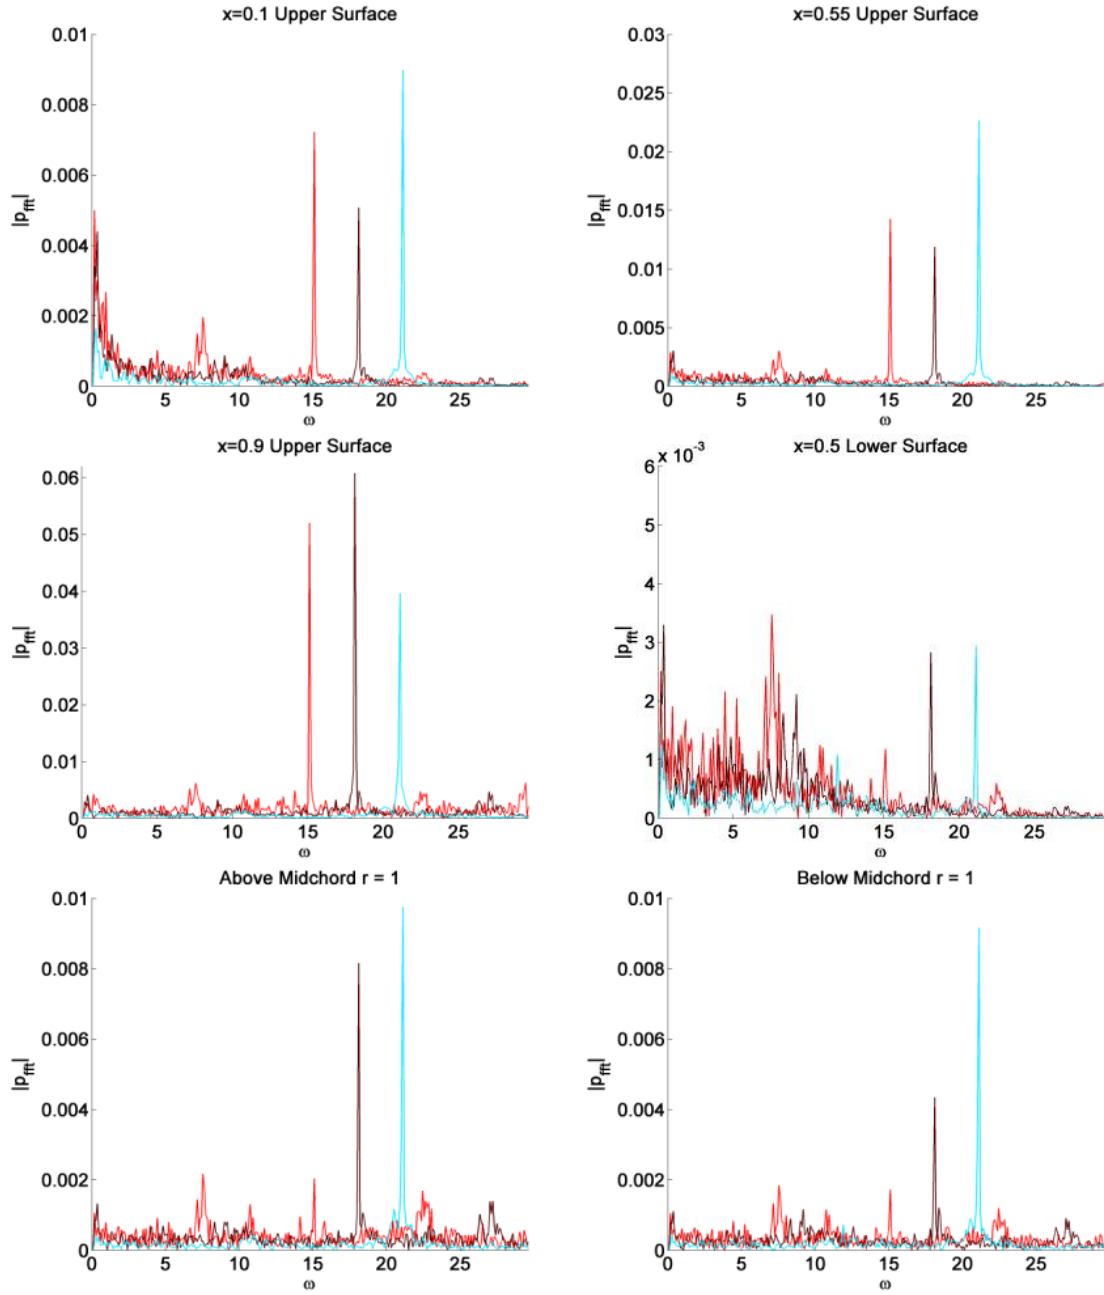 x=0.1 Upper Surface
0.01
0.008
0.006
0.004
0.002
0
|p_fft|
0 5 10 15 20 25
ω
x=0.55 Upper Surface
0.03
0.025
0.02
0.015
0.01
0.005
0
|p_fft|
0 5 10 15 20 25
ω
x=0.9 Upper Surface
0.06
0.05
0.04
0.03
0.02
0.01
0
|p_fft|
0 5 10 15 20 25
ω
x=0.5 Lower Surface
x 10^-3
6
5
4
3
2
1
0
|p_fft|
0 5 10 15 20 25
ω
Above Midchord r = 1
0.01
0.008
0.006
0.004
0.002
0
|p_fft|
0 5 10 15 20 25
ω
Below Midchord r = 1
0.01
0.008
0.006
0.004
0.002
0
|p_fft|
0 5 10 15 20 25
ω